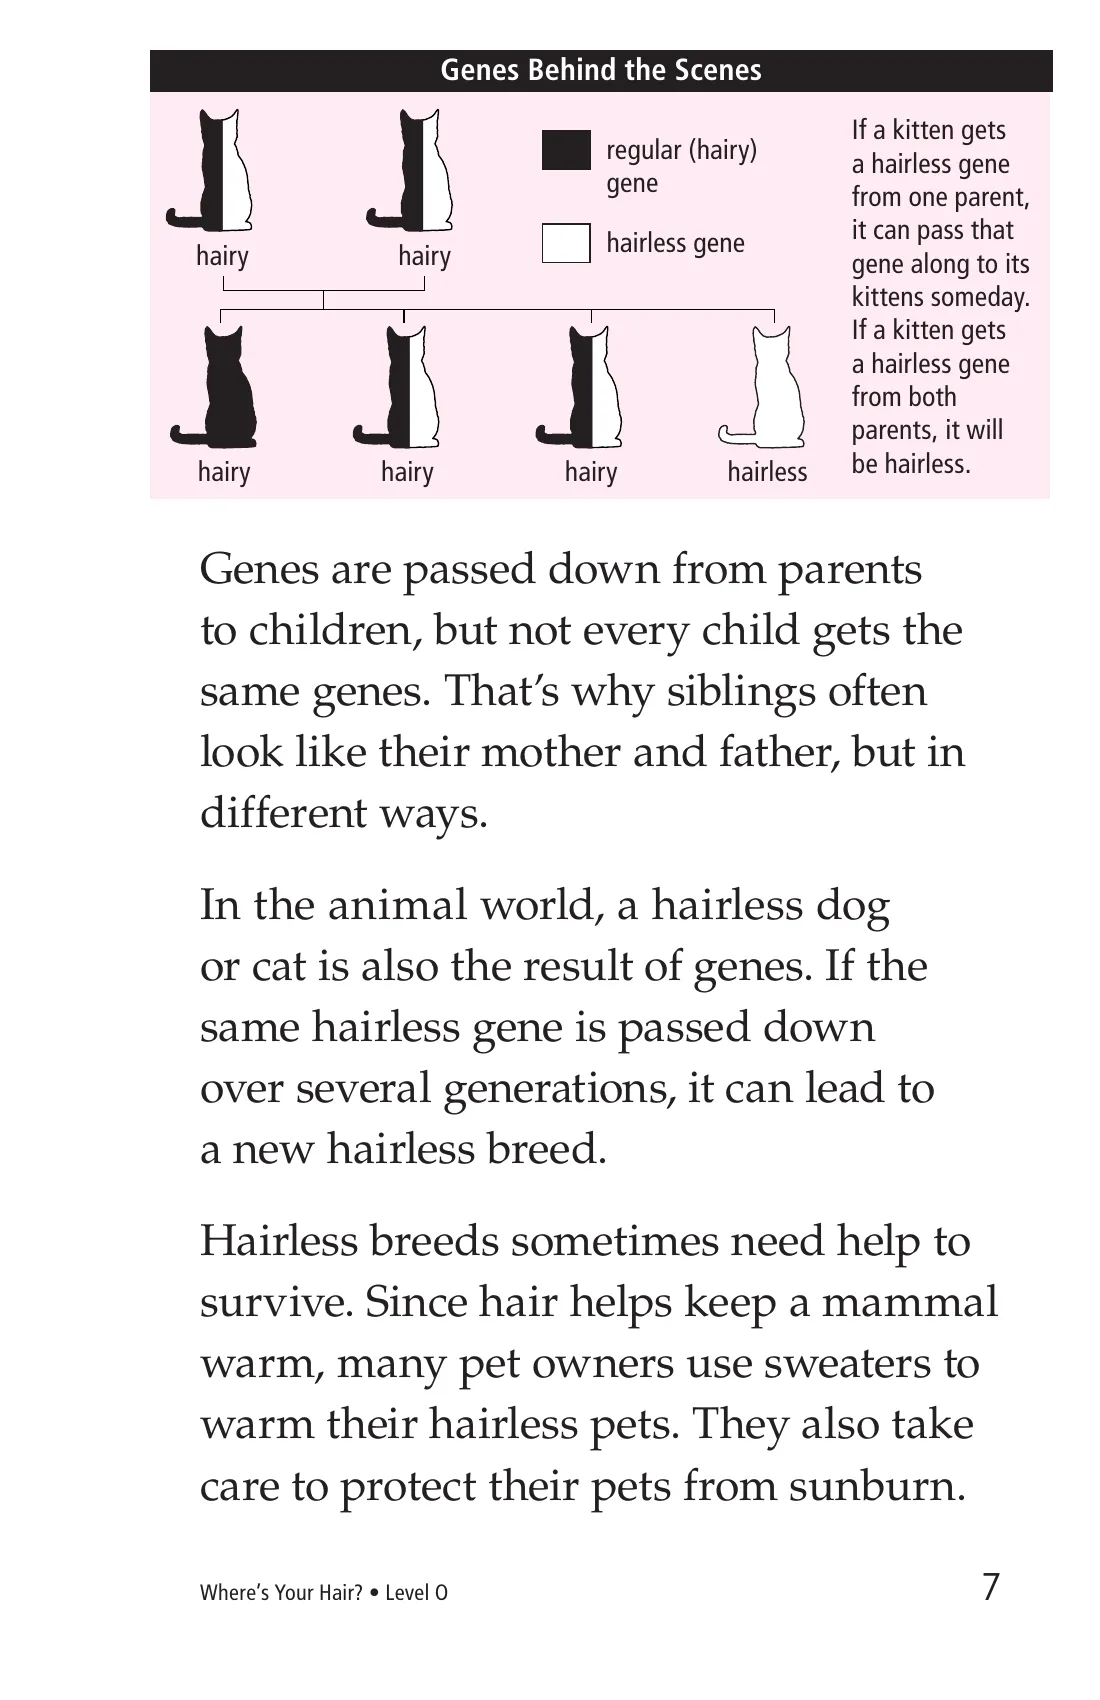 Genes Behind the Scenes
hairy
hairy
regular (hairy)
gene
hairless gene
hairy
hairy
hairy
hairless
If a kitten gets
a hairless gene
from one parent,
it can pass that
gene along to its
kittens someday.
If a kitten gets
a hairless gene
from both
parents, it will
be hairless.
Genes are passed down from parents
to children, but not every child gets the
same genes. That’s why siblings often
look like their mother and father, but in
different ways.
In the animal world, a hairless dog
or cat is also the result of genes. If the
same hairless gene is passed down
over several generations, it can lead to
a new hairless breed.
Hairless breeds sometimes need help to
survive. Since hair helps keep a mammal
warm, many pet owners use sweaters to
warm their hairless pets. They also take
care to protect their pets from sunburn.
Where’s Your Hair? • Level O
7